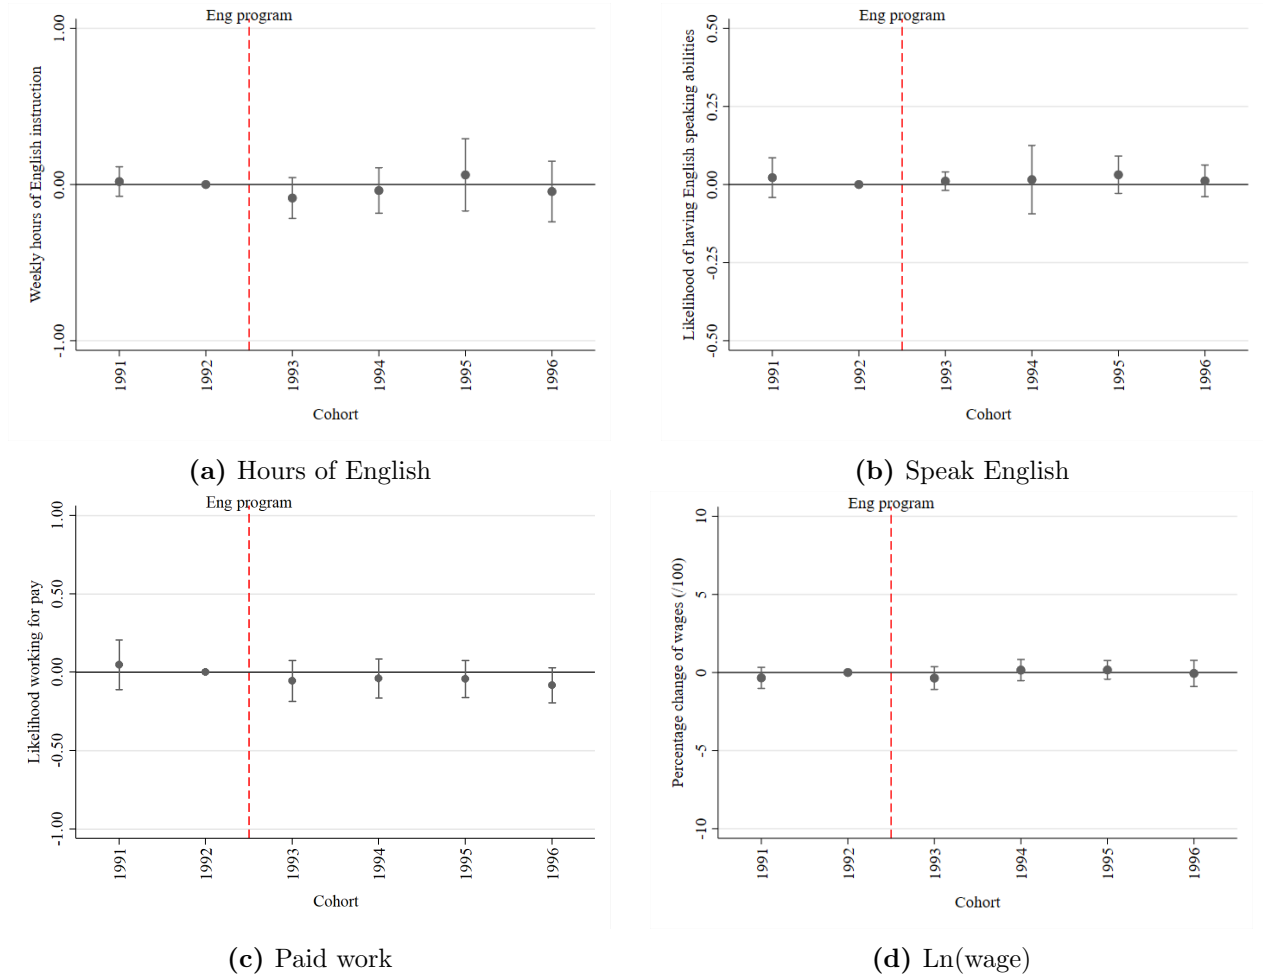 Eng program
Weekly hours of English instruction
1.00
0.00
-1.00
1991 1992 1993 1994 1995 1996
Cohort
(a) Hours of English
Eng program
Likelihood of having English speaking abilities
0.50
0.25
0.00
-0.25
-0.50
1991 1992 1993 1994 1995 1996
Cohort
(b) Speak English
Eng program
Likelihood working for pay
1.00
0.50
0.00
-0.50
-1.00
1991 1992 1993 1994 1995 1996
Cohort
(c) Paid work
Eng program
Percentage change of wages (/100)
10
5
0
-5
-10
1991 1992 1993 1994 1995 1996
Cohort
(d) Ln(wage)